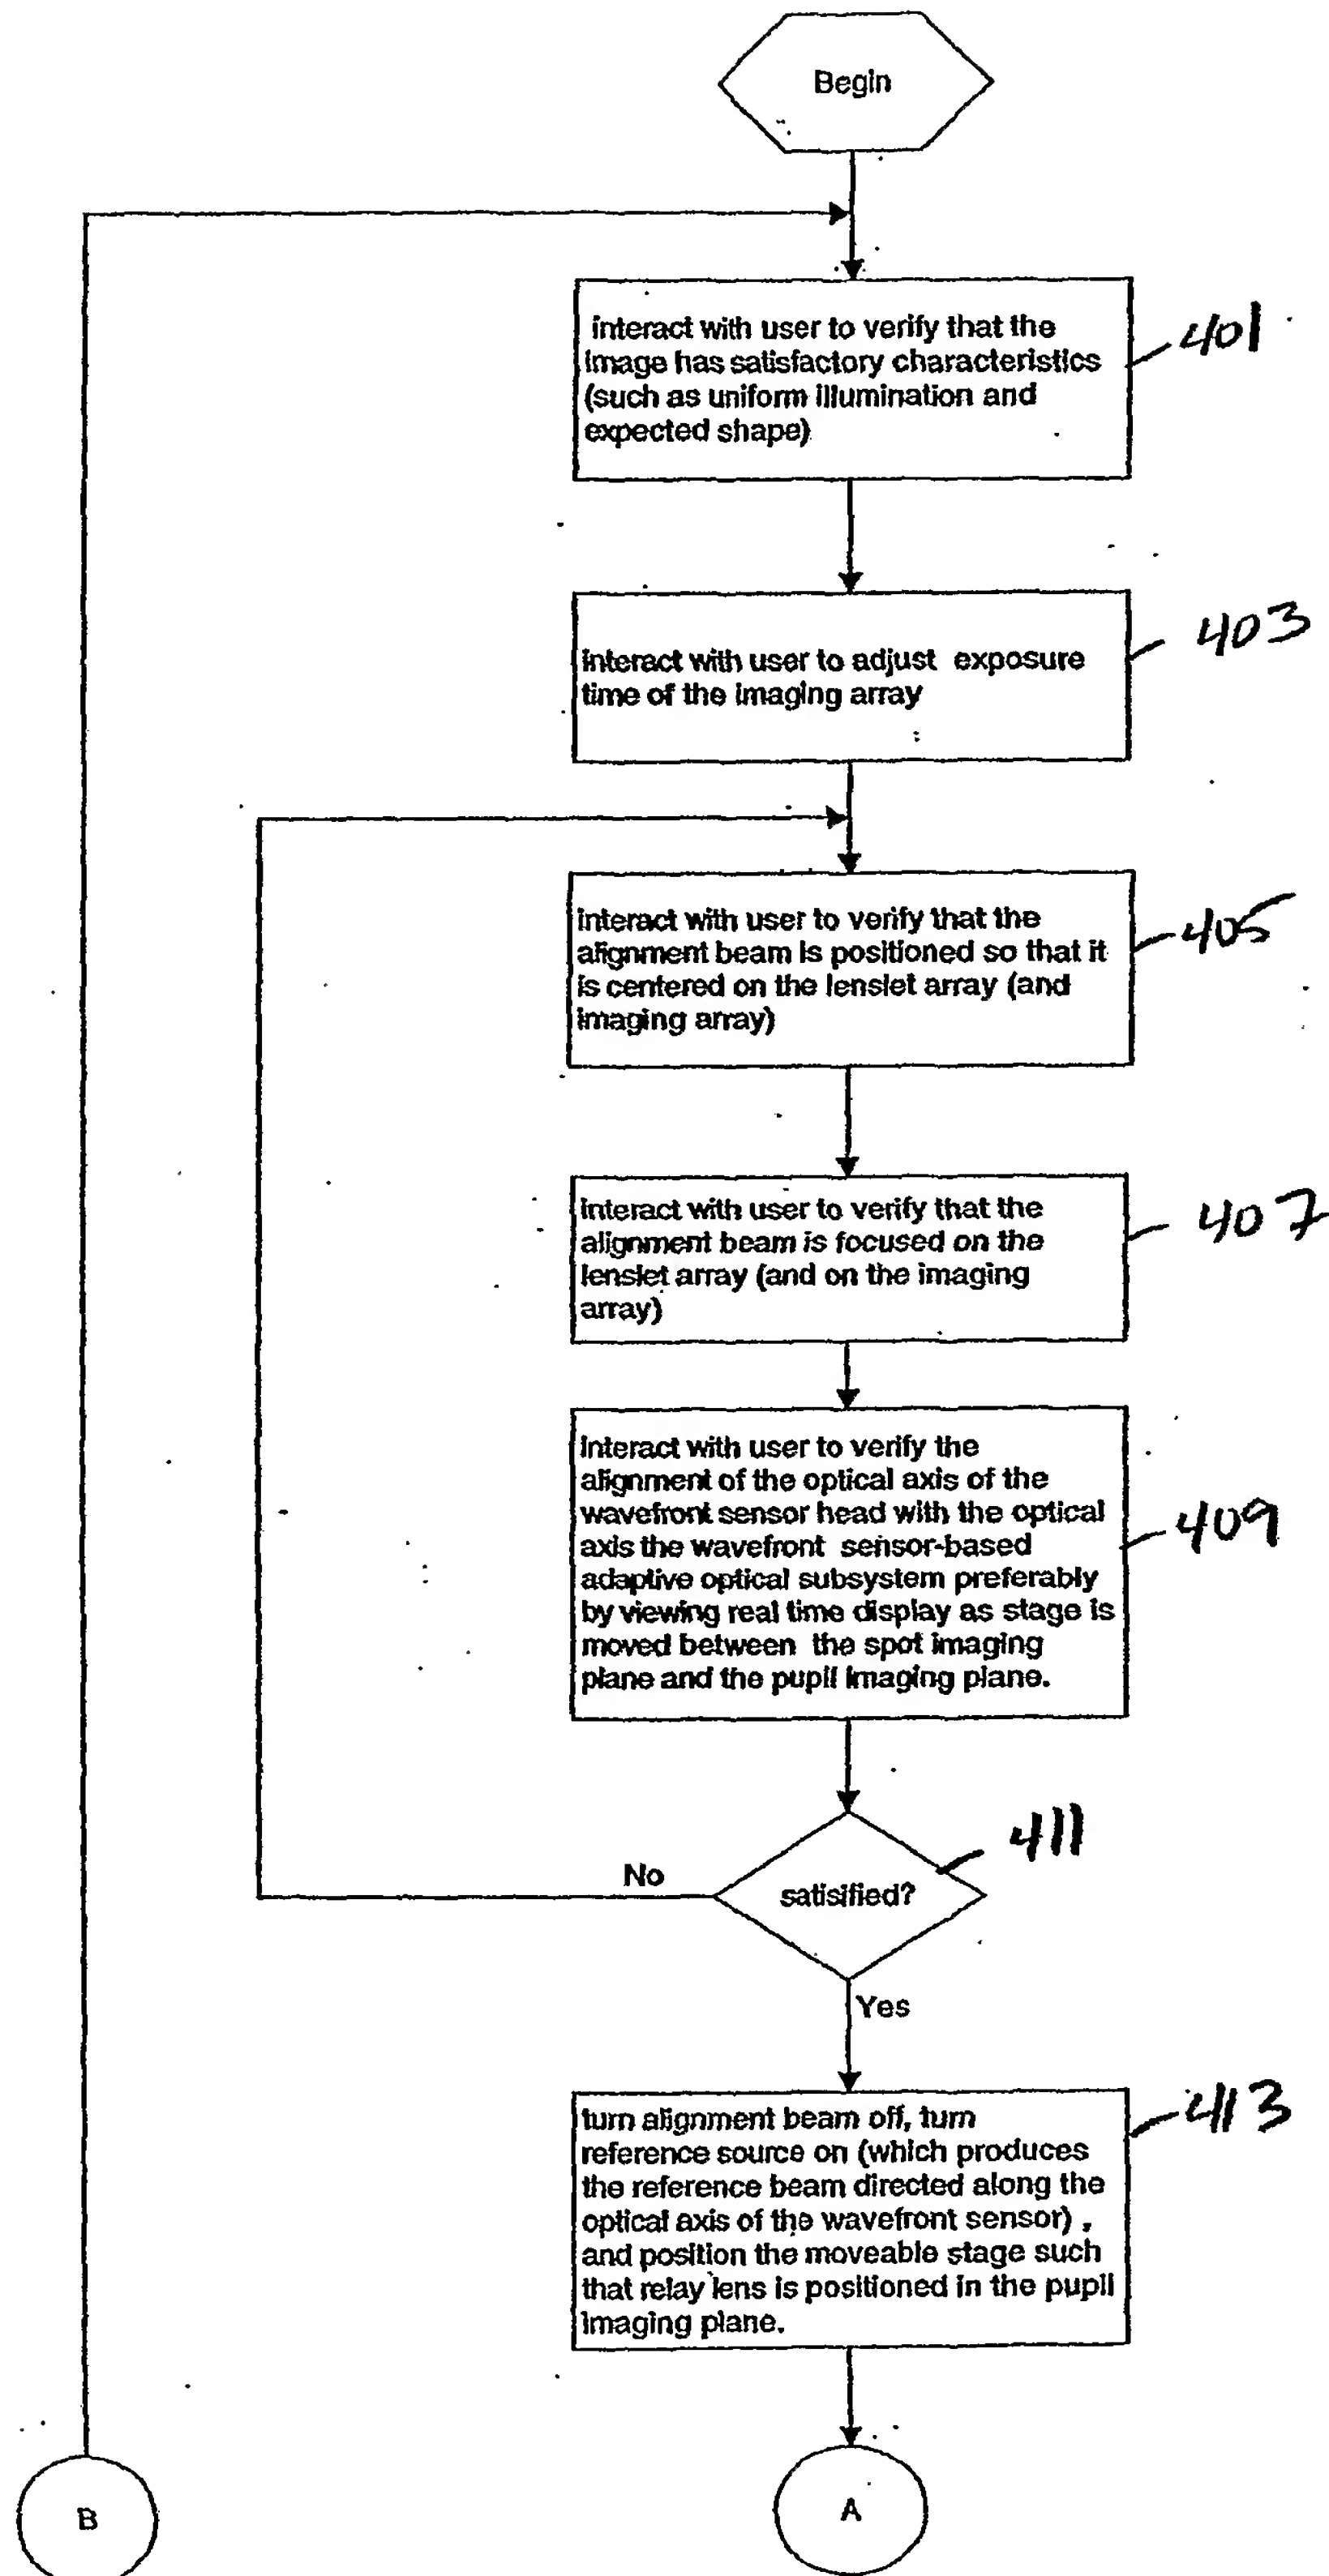 Begin
interact with user to verify that the
image has satisfactory characteristics
(such as uniform illumination and
expected shape)
401
interact with user to adjust exposure
time of the imaging array
403
interact with user to verify that the
alignment beam is positioned so that it
is centered on the lenslet array (and
imaging array)
405
interact with user to verify that the
alignment beam is focused on the
lenslet array (and on the imaging
array)
407
interact with user to verify the
alignment of the optical axis of the
wavefront sensor head with the optical
axis the wavefront sensor-based
adaptive optical subsystem preferably
by viewing real time display as stage is
moved between the spot imaging
plane and the pupil imaging plane.
409
411
No
satisified?
Yes
turn alignment beam off, turn
reference source on (which produces
the reference beam directed along the
optical axis of the wavefront sensor) ,
and position the moveable stage such
that relay lens is positioned in the pupil
imaging plane.
413
B
A